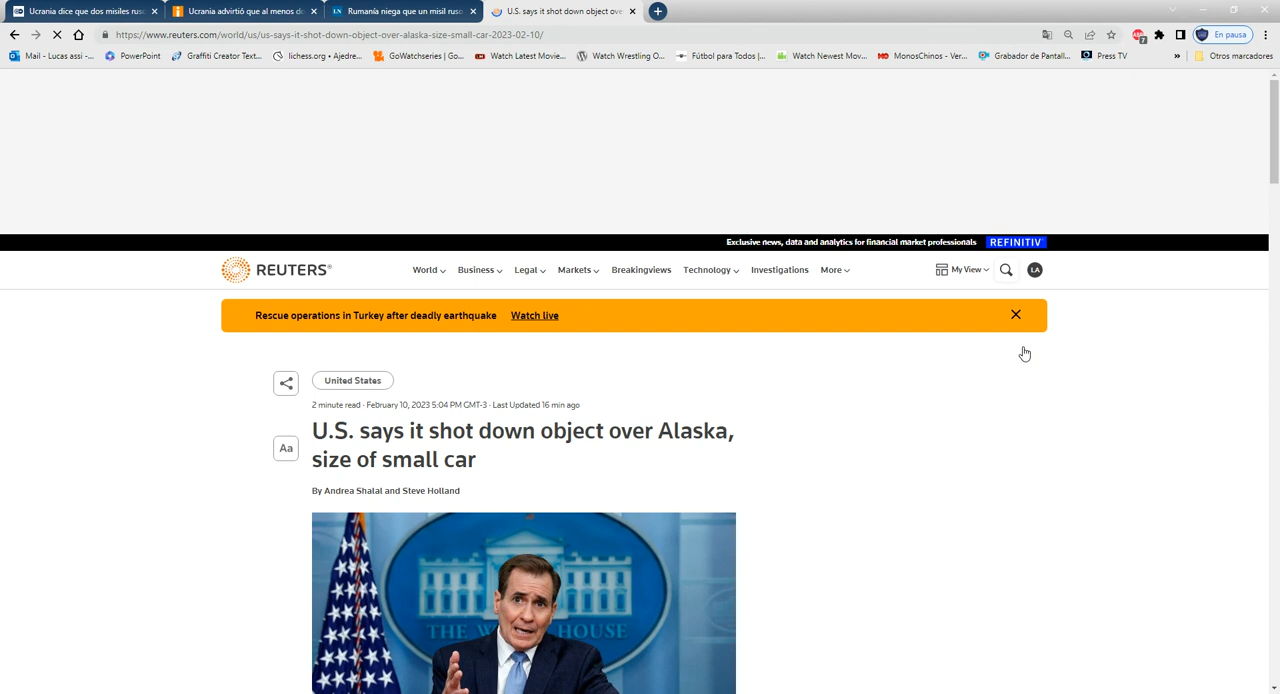 Ucrania dice que dos misiles ruso
Ucrania advirtió que al menos do
LN Rumanía niega que un misil ruso
U.S. says it shot down object ove
https://www.reuters.com/world/us/us-says-it-shot-down-object-over-alaska-size-small-car-2023-02-10/
7
En pausa
Mail - Lucas assi -... PowerPoint Graffiti Creator Text... lichess.org • Ajedre... GoWatchseries | Go... Watch Latest Movie... Watch Wrestling O... Fútbol para Todos |... Watch Newest Mov... MonosChinos - Ver... Grabador de Pantall... Press TV » Otros marcadores
Exclusive news, data and analytics for financial market professionals REFINITIV
REUTERS® World Business Legal Markets Breakingviews Technology Investigations More My View LA
Rescue operations in Turkey after deadly earthquake Watch live
United States
2 minute read · February 10, 2023 5:04 PM GMT-3 · Last Updated 16 min ago
Aa
U.S. says it shot down object over Alaska,
size of small car
By Andrea Shalal and Steve Holland
THE WHITE HOUSE